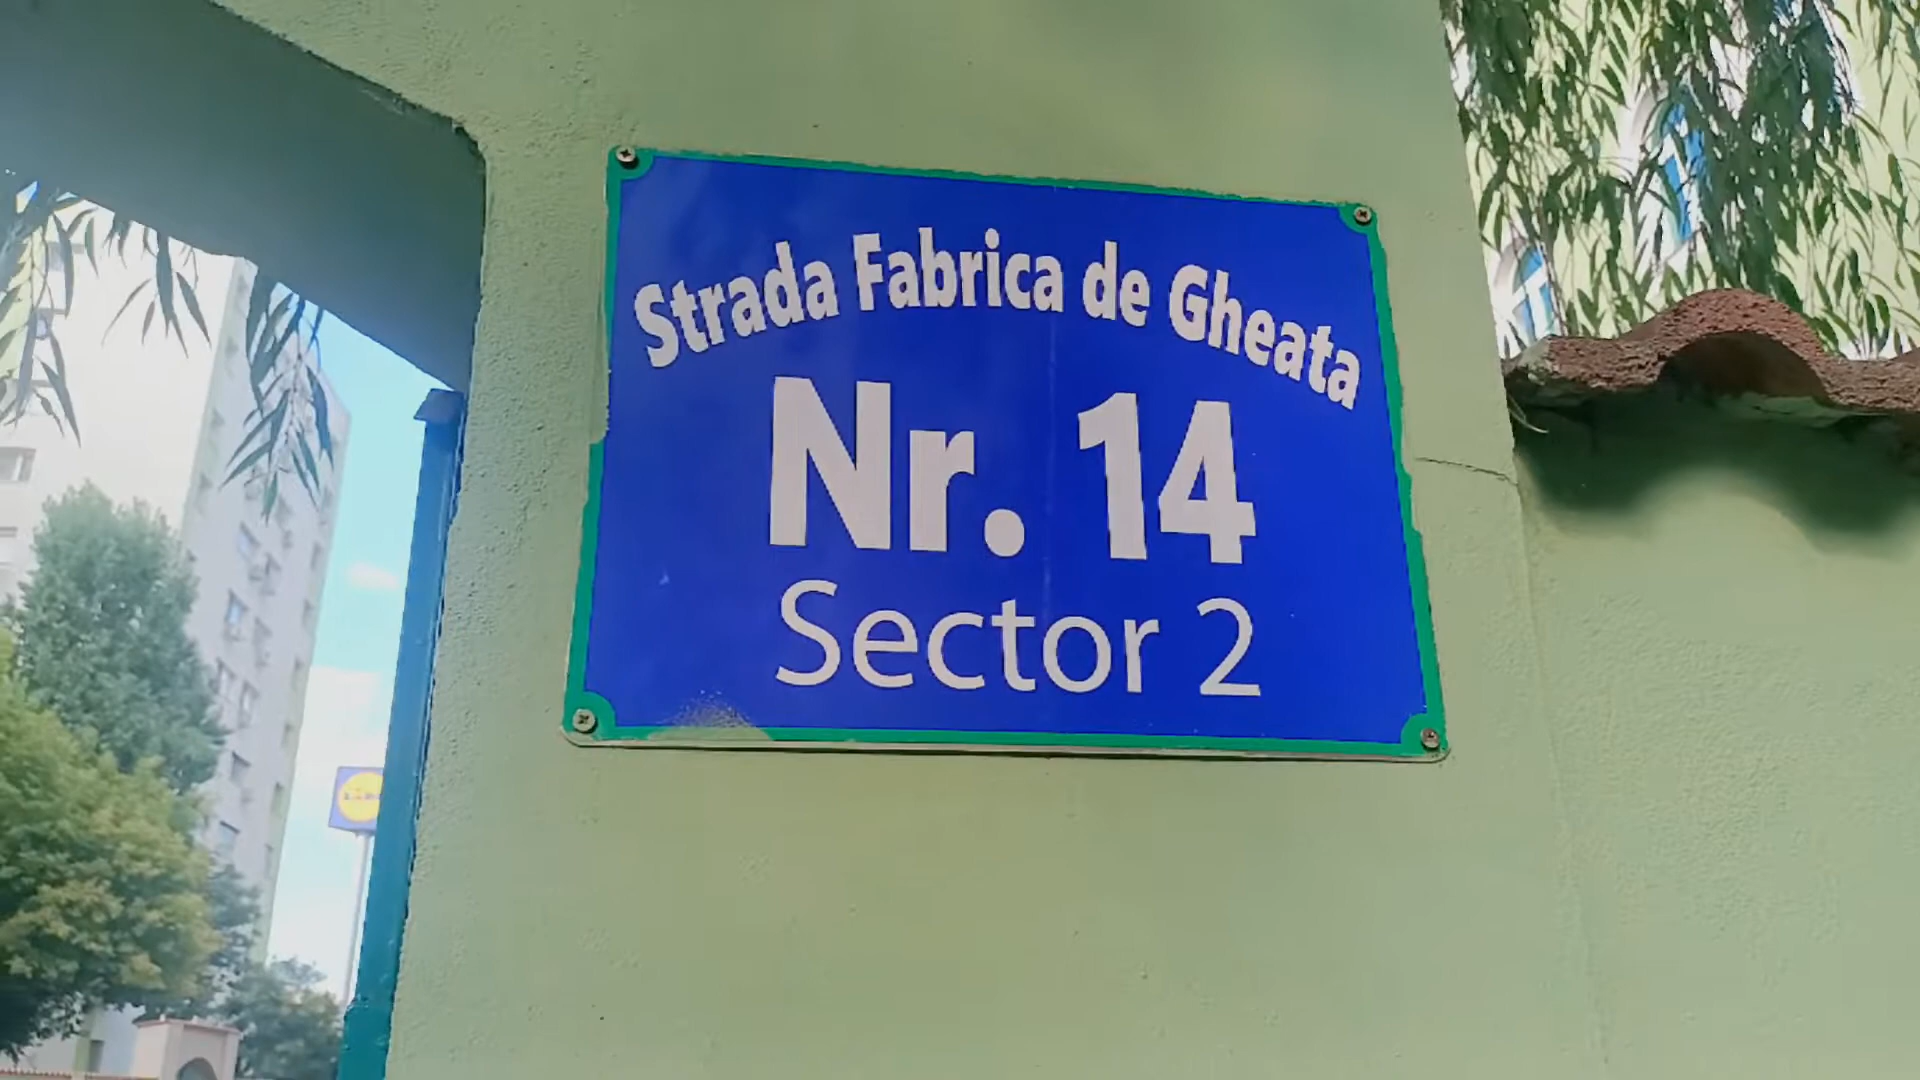 Strada Fabrica de Gheata
Nr. 14
Sector 2